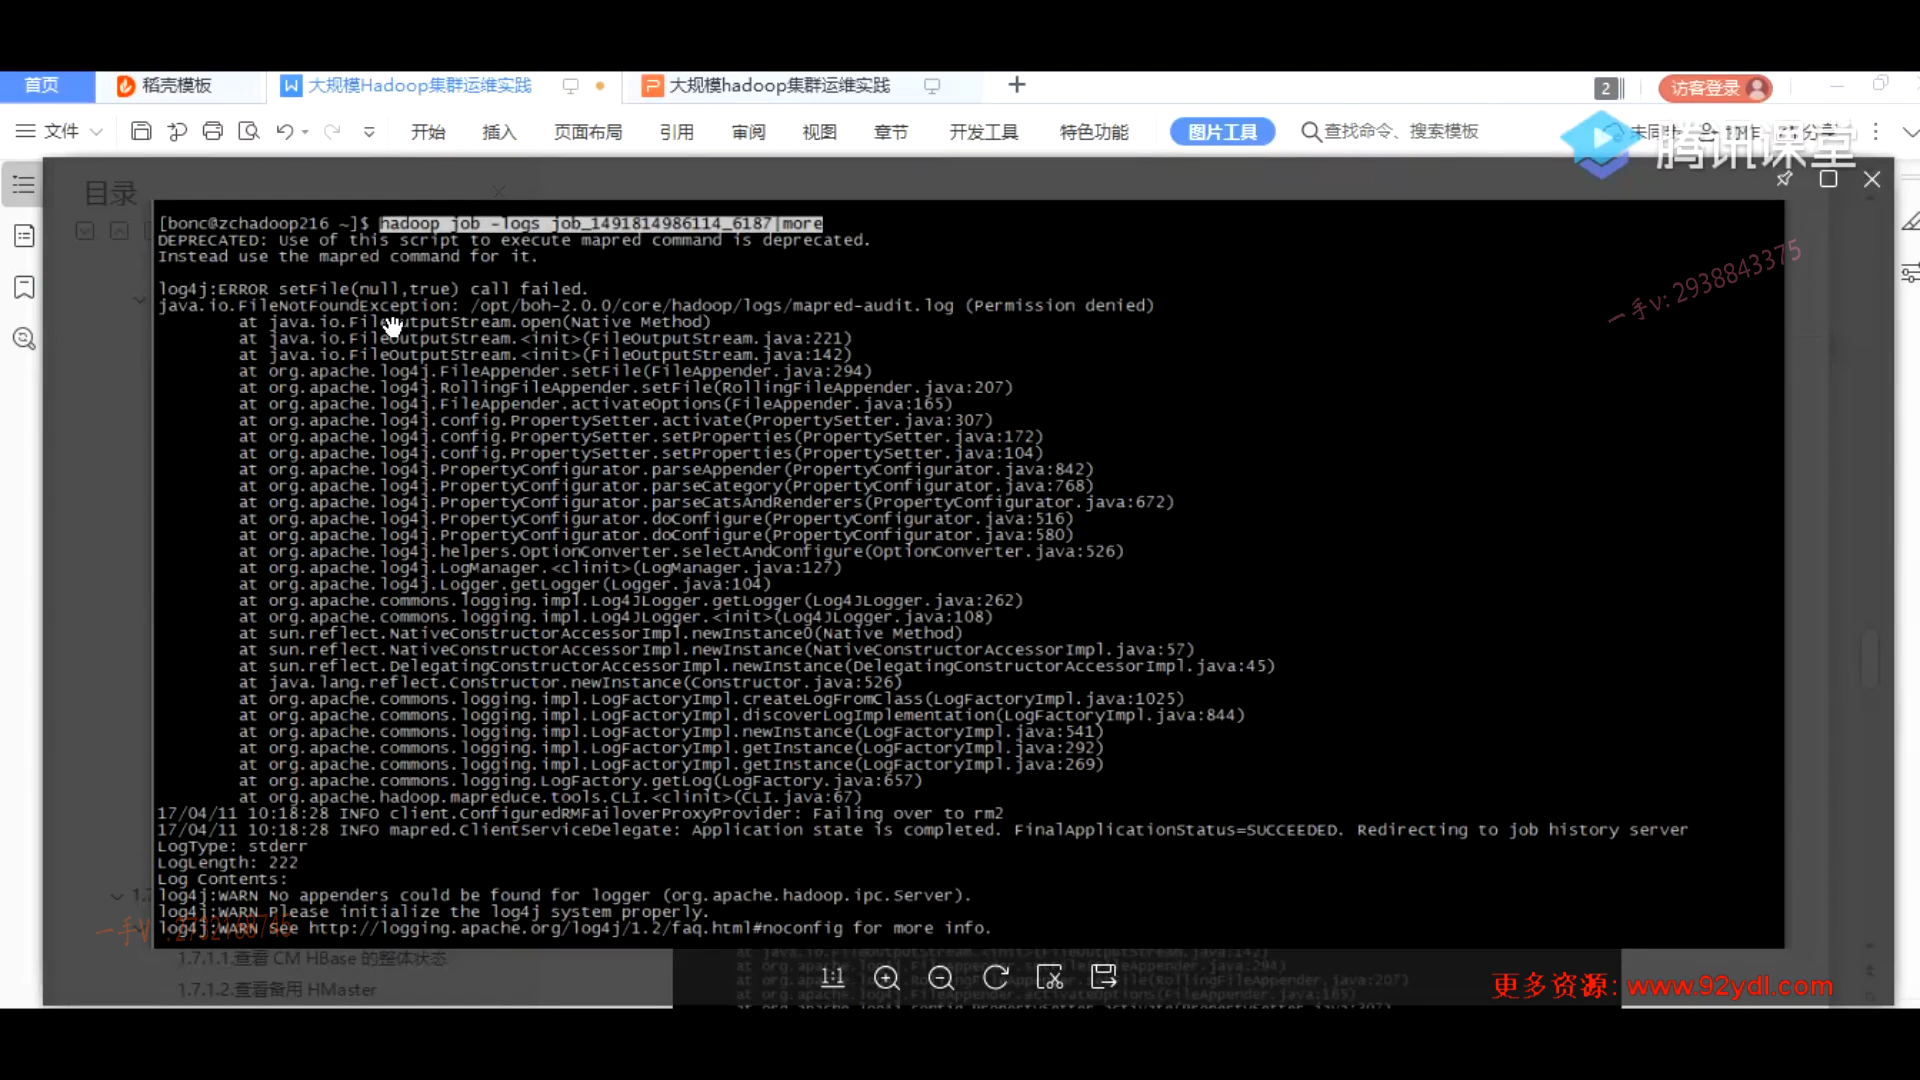 首页
稻壳模板
大规模Hadoop集群运维实践
大规模hadoop集群运维实践
2
访客登录
文件
开始
插入
页面布局
引用
审阅
视图
章节
开发工具
特色功能
图片工具
查找命令、搜索模板
腾讯课堂
目录
[bonc@zchadoop216 ~]$ hadoop job -logs job_1491814986114_6187|more
DEPRECATED: Use of this script to execute mapred command is deprecated.
Instead use the mapred command for it.
log4j:ERROR setFile(null,true) call failed.
java.io.FileNotFoundException: /opt/boh-2.0.0/core/hadoop/logs/mapred-audit.log (Permission denied)
at java.io.FileOutputStream.open(Native Method)
at java.io.FileOutputStream.<init>(FileOutputStream.java:221)
at java.io.FileOutputStream.<init>(FileOutputStream.java:142)
at org.apache.log4j.FileAppender.setFile(FileAppender.java:294)
at org.apache.log4j.RollingFileAppender.setFile(RollingFileAppender.java:207)
at org.apache.log4j.FileAppender.activateOptions(FileAppender.java:165)
at org.apache.log4j.config.PropertySetter.activate(PropertySetter.java:307)
at org.apache.log4j.config.PropertySetter.setProperties(PropertySetter.java:172)
at org.apache.log4j.config.PropertySetter.setProperties(PropertySetter.java:104)
at org.apache.log4j.PropertyConfigurator.parseAppender(PropertyConfigurator.java:842)
at org.apache.log4j.PropertyConfigurator.parseCategory(PropertyConfigurator.java:768)
at org.apache.log4j.PropertyConfigurator.parseCatsAndRenderers(PropertyConfigurator.java:672)
at org.apache.log4j.PropertyConfigurator.doConfigure(PropertyConfigurator.java:516)
at org.apache.log4j.PropertyConfigurator.doConfigure(PropertyConfigurator.java:580)
at org.apache.log4j.helpers.OptionConverter.selectAndConfigure(OptionConverter.java:526)
at org.apache.log4j.LogManager.<clinit>(LogManager.java:127)
at org.apache.log4j.Logger.getLogger(Logger.java:104)
at org.apache.commons.logging.impl.Log4JLogger.getLogger(Log4JLogger.java:262)
at org.apache.commons.logging.impl.Log4JLogger.<init>(Log4JLogger.java:108)
at sun.reflect.NativeConstructorAccessorImpl.newInstance0(Native Method)
at sun.reflect.NativeConstructorAccessorImpl.newInstance(NativeConstructorAccessorImpl.java:57)
at sun.reflect.DelegatingConstructorAccessorImpl.newInstance(DelegatingConstructorAccessorImpl.java:45)
at java.lang.reflect.Constructor.newInstance(Constructor.java:526)
at org.apache.commons.logging.impl.LogFactoryImpl.createLogFromClass(LogFactoryImpl.java:1025)
at org.apache.commons.logging.impl.LogFactoryImpl.discoverLogImplementation(LogFactoryImpl.java:844)
at org.apache.commons.logging.impl.LogFactoryImpl.newInstance(LogFactoryImpl.java:541)
at org.apache.commons.logging.impl.LogFactoryImpl.getInstance(LogFactoryImpl.java:292)
at org.apache.commons.logging.impl.LogFactoryImpl.getInstance(LogFactoryImpl.java:269)
at org.apache.commons.logging.LogFactory.getLog(LogFactory.java:657)
at org.apache.hadoop.mapreduce.tools.CLI.<clinit>(CLI.java:67)
17/04/11 10:18:28 INFO client.ConfiguredRMFailoverProxyProvider: Failing over to rm2
17/04/11 10:18:28 INFO mapred.ClientServiceDelegate: Application state is completed. FinalApplicationStatus=SUCCEEDED. Redirecting to job history server
LogType: stderr
LogLength: 222
Log Contents:
log4j:WARN No appenders could be found for logger (org.apache.hadoop.ipc.Server).
log4j:WARN Please initialize the log4j system properly.
log4j:WARN See http://logging.apache.org/log4j/1.2/faq.html#noconfig for more info.
一手v: 2938843375
1.7.1.1.查看 CM HBase 的整体状态
1.7.1.2.查看备用 HMaster
1:1
更多资源: www.92ydl.com